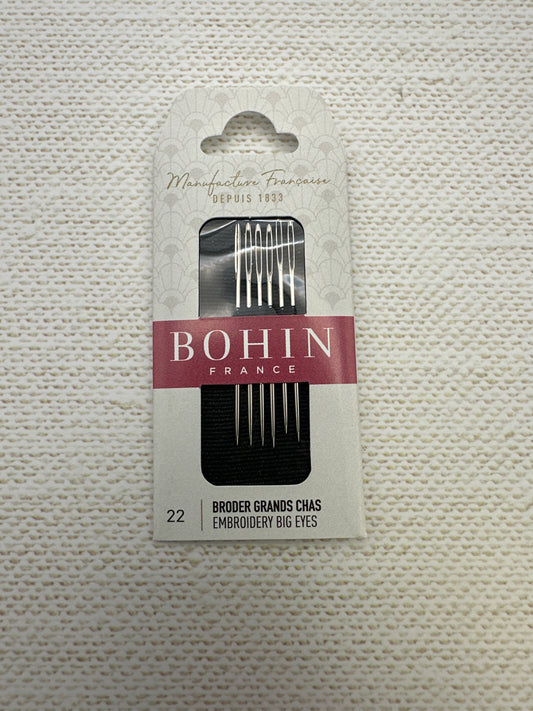 Manufacture Française
DEPUIS 1833
BOHIN
FRANCE
22
BRODER GRANDS CHAS
EMBROIDERY BIG EYES